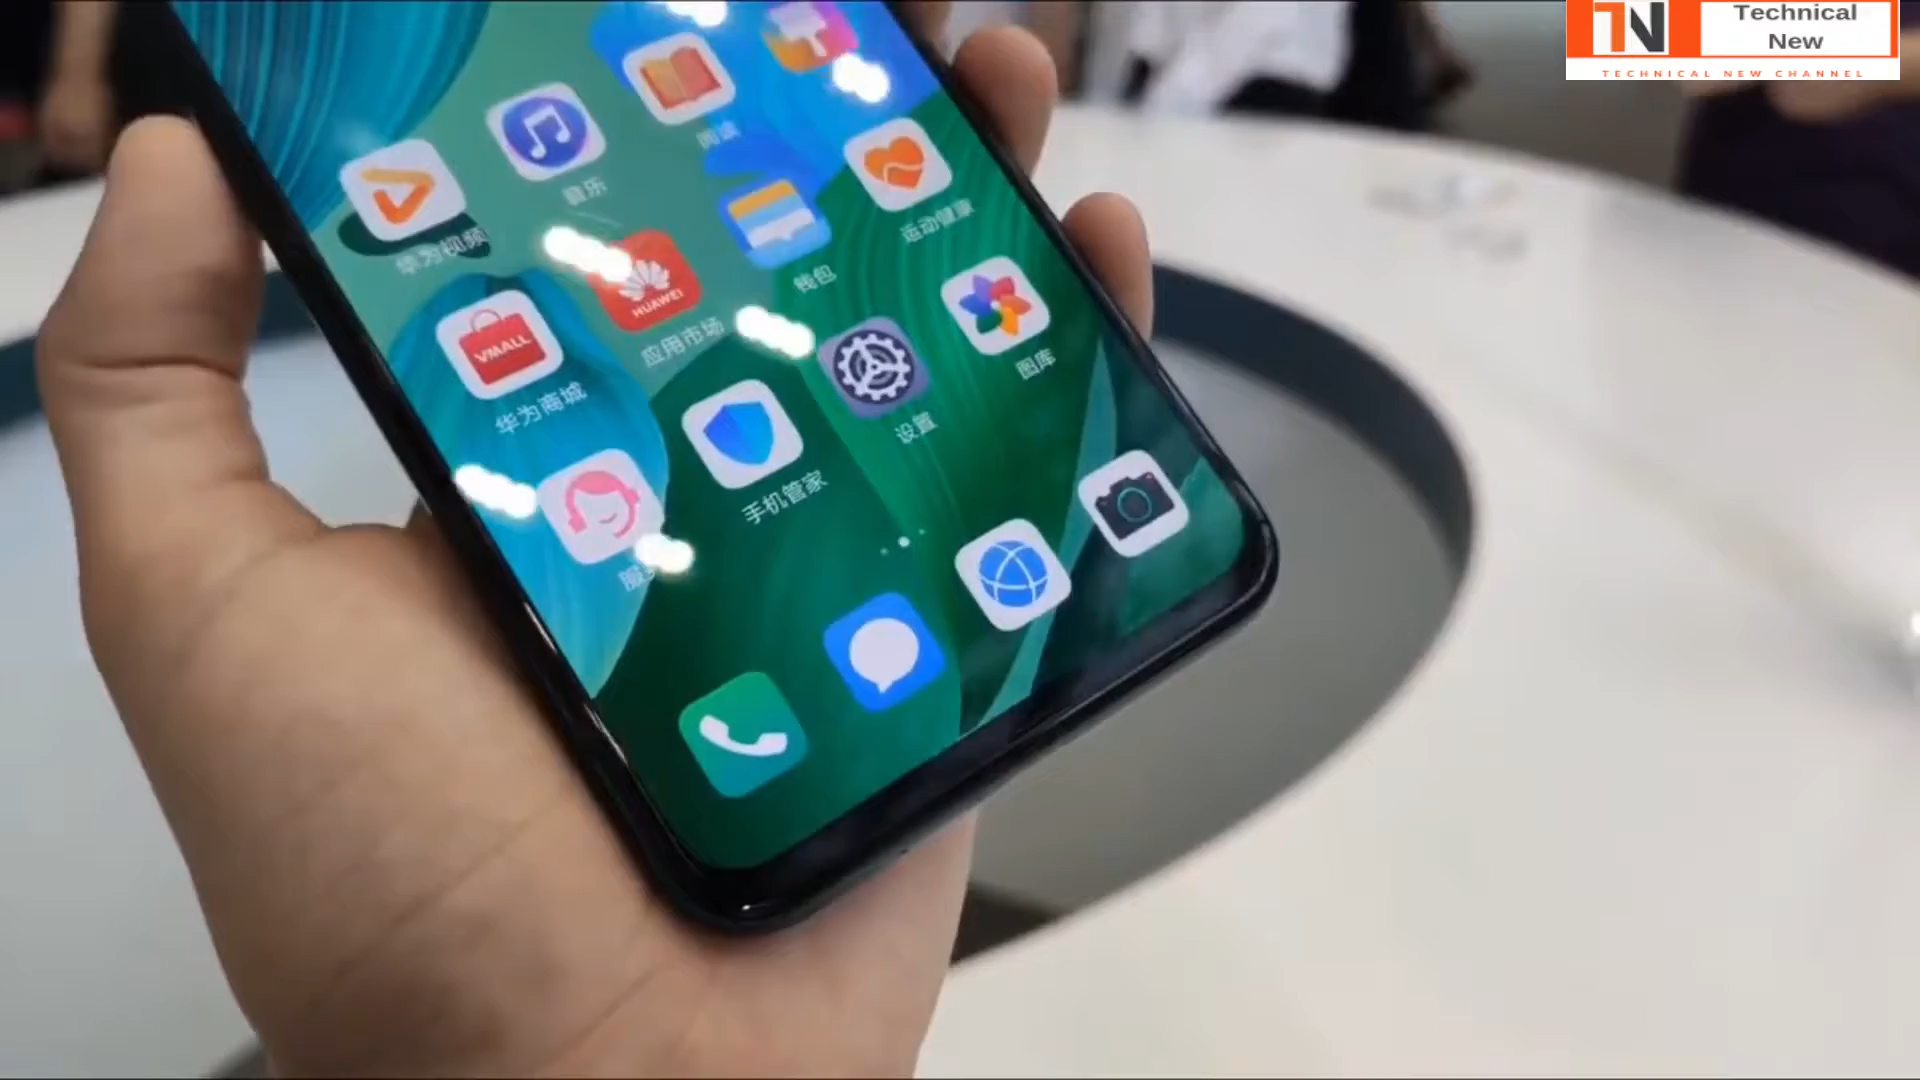 Technical
New
TECHNICAL NEW CHANNEL
阅读
音乐
华为视频
运动健康
钱包
HUAWEI
应用市场
VMALL
华为商城
图库
设置
手机管家
服